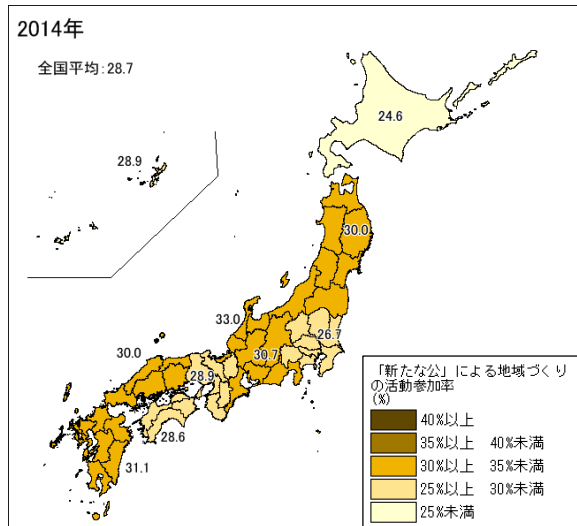 2014年
全国平均:28.7
24.6
28.9
30.0
33.0
26.7
30.7
30.0
28.9
28.6
31.1
「新たな公」による地域づくり
の活動参加率
(%)
40%以上
35%以上 40%未満
30%以上 35%未満
25%以上 30%未満
25%未満